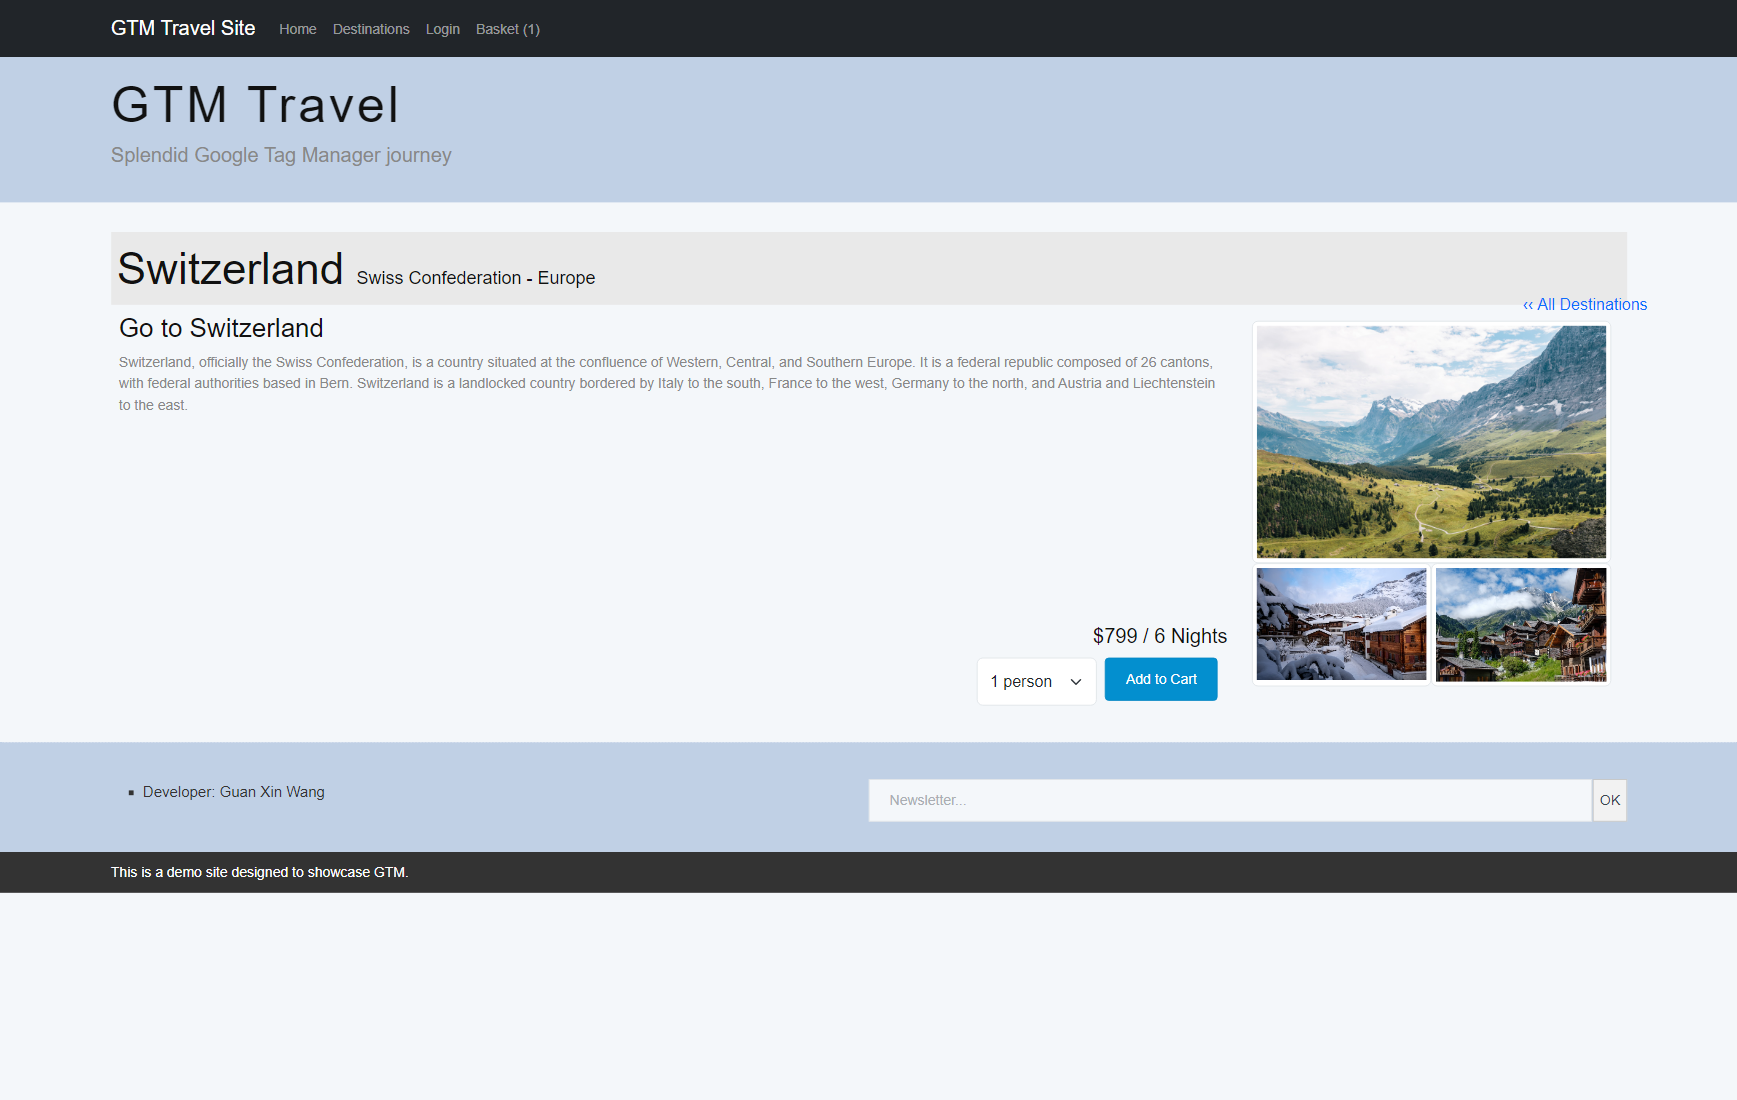 GTM Travel Site Home Destinations Login Basket (1)
GTM Travel
Splendid Google Tag Manager journey
Switzerland Swiss Confederation - Europe
‹‹ All Destinations
Go to Switzerland
Switzerland, officially the Swiss Confederation, is a country situated at the confluence of Western, Central, and Southern Europe. It is a federal republic composed of 26 cantons,
with federal authorities based in Bern. Switzerland is a landlocked country bordered by Italy to the south, France to the west, Germany to the north, and Austria and Liechtenstein
to the east.
$799 / 6 Nights
1 person Add to Cart
Developer: Guan Xin Wang
Newsletter... OK
This is a demo site designed to showcase GTM.